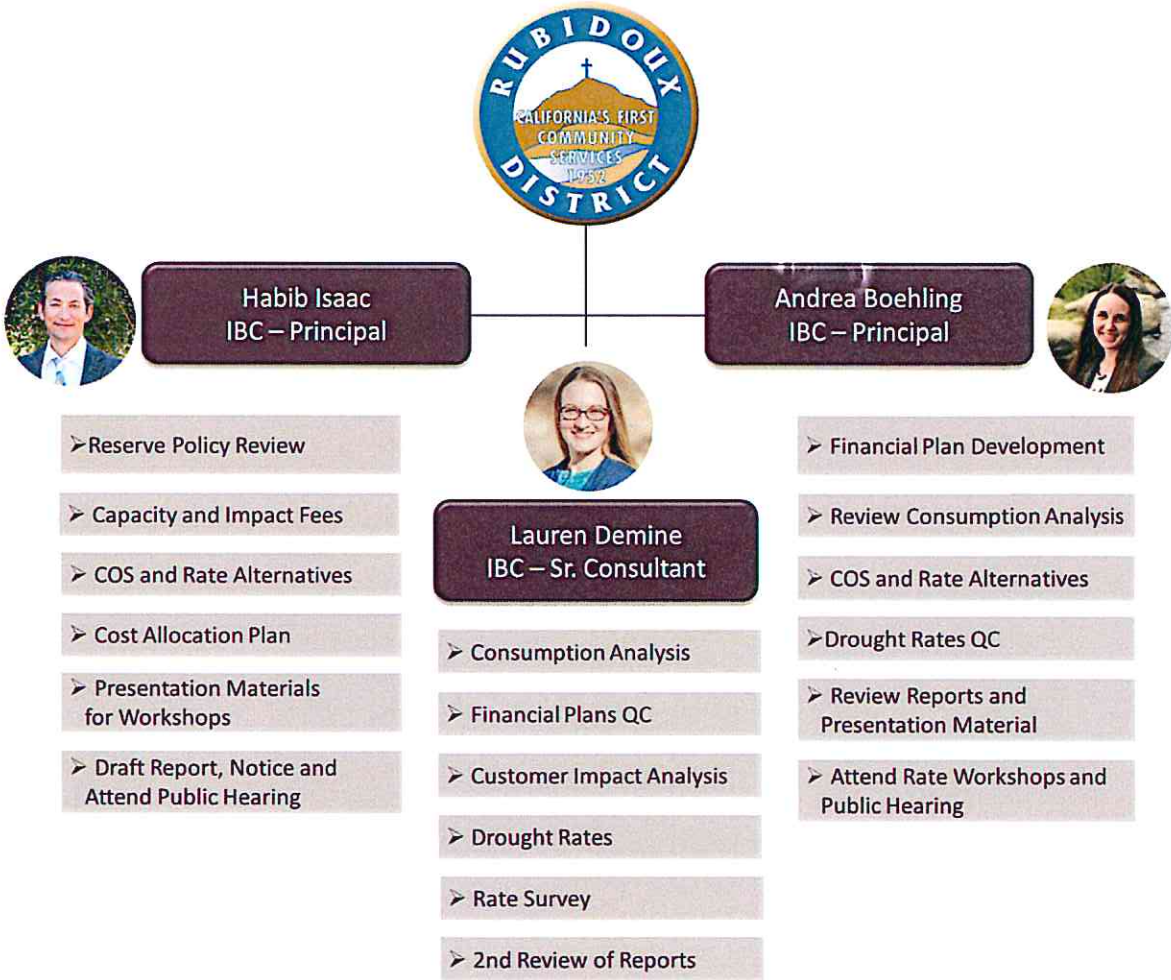 RUBIDOUX
CALIFORNIA'S FIRST
COMMUNITY
SERVICES
1952
DISTRICT
Habib Isaac
IBC – Principal
Andrea Boehling
IBC – Principal
➢Reserve Policy Review
➢ Capacity and Impact Fees
➢ COS and Rate Alternatives
➢ Cost Allocation Plan
➢ Presentation Materials
for Workshops
➢ Draft Report, Notice and
Attend Public Hearing
Lauren Demine
IBC – Sr. Consultant
➢ Consumption Analysis
➢ Financial Plans QC
➢ Customer Impact Analysis
➢ Drought Rates
➢ Rate Survey
➢ 2nd Review of Reports
➢ Financial Plan Development
➢ Review Consumption Analysis
➢ COS and Rate Alternatives
➢Drought Rates QC
➢ Review Reports and
Presentation Material
➢ Attend Rate Workshops and
Public Hearing